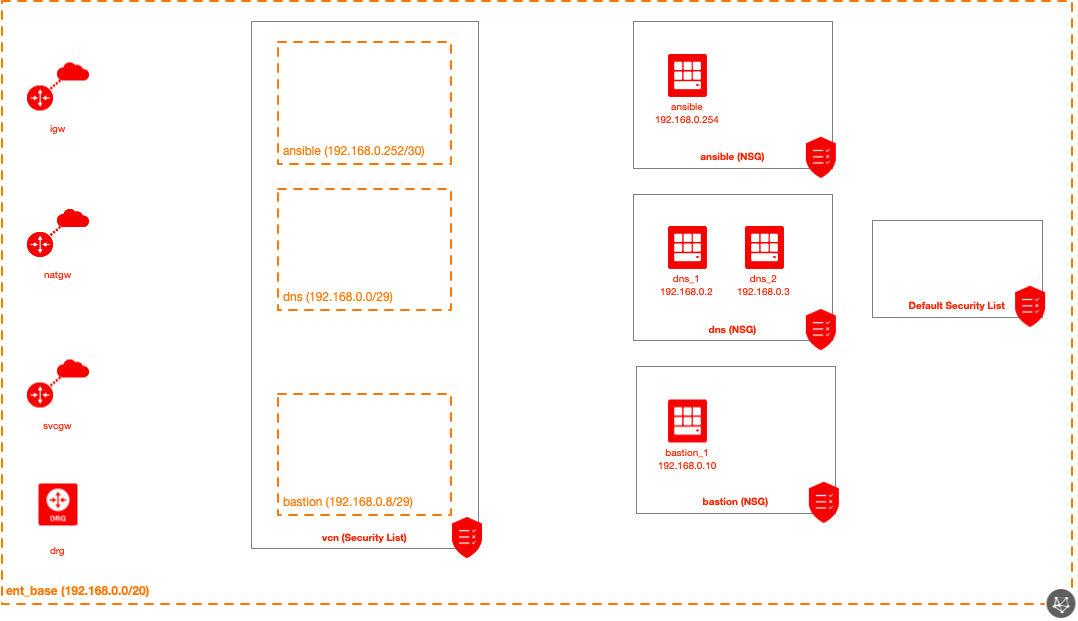 igw
natgw
svcgw
DRG
drg
ansible (192.168.0.252/30)
dns (192.168.0.0/29)
bastion (192.168.0.8/29)
vcn (Security List)
ansible
192.168.0.254
ansible (NSG)
dns_1
192.168.0.2
dns_2
192.168.0.3
dns (NSG)
bastion_1
192.168.0.10
bastion (NSG)
Default Security List
ent_base (192.168.0.0/20)